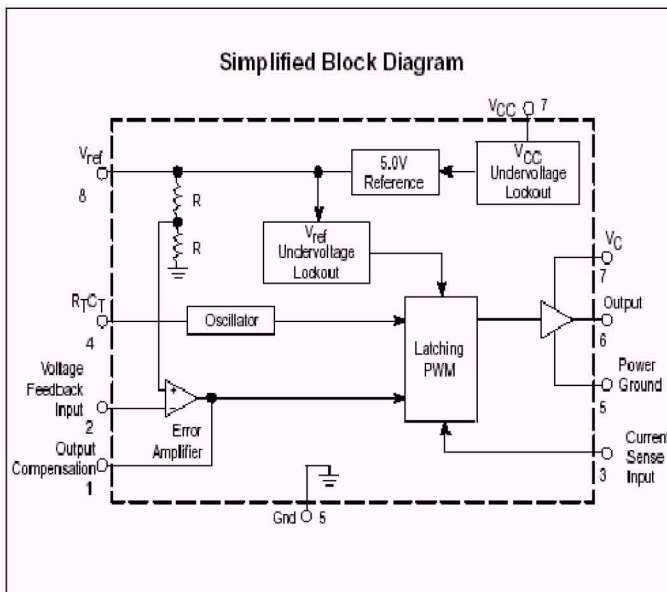 Simplified Block Diagram
VCC 7
Vref
8
R
R
5.0V
Reference
VCC
Undervoltage
Lockout
Vref
Undervoltage
Lockout
VC
7
RTCT
4
Oscillator
Latching
PWM
Output
6
Voltage
Feedback
Input
2
+
−
Error
Amplifier
Power
Ground
5
Output
Compensation
1
Current
Sense
Input
3
Gnd 5